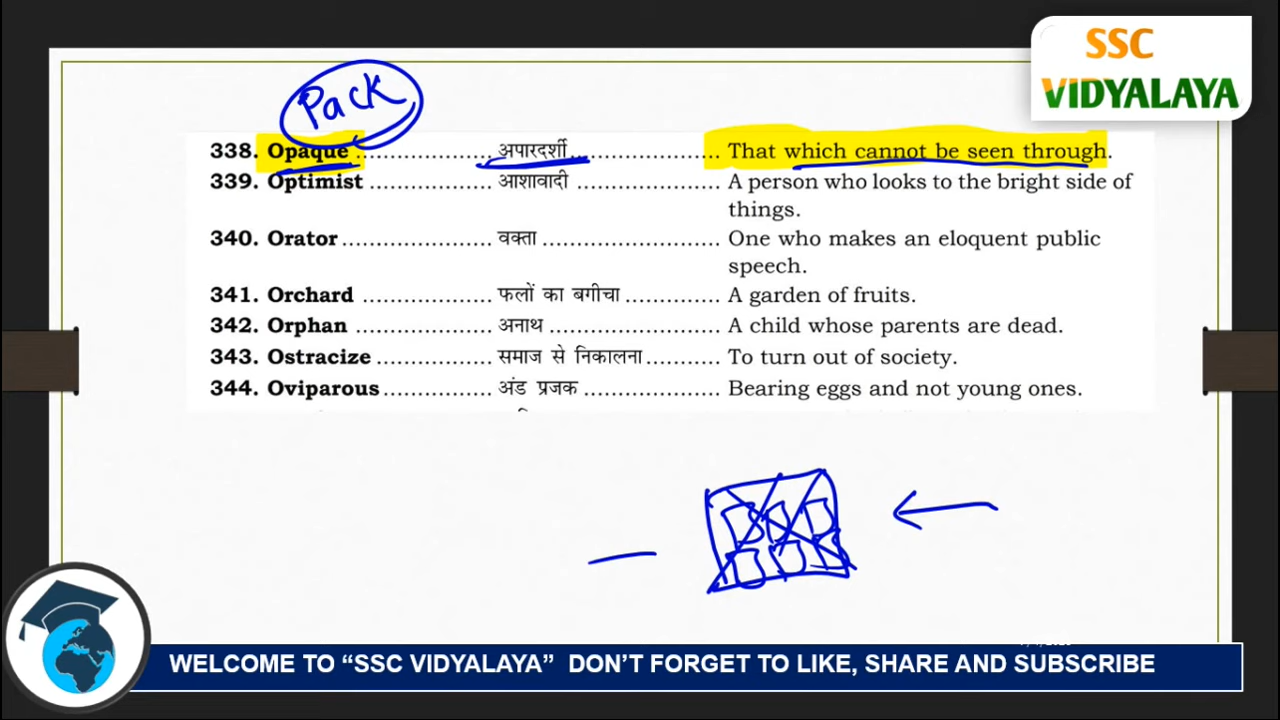 SSC
VIDYALAYA
Pack
338. Opaque .................... अपारदर्शी ....................... That which cannot be seen through.
339. Optimist .................. आशावादी ..................... A person who looks to the bright side of
things.
340. Orator ...................... वक्ता ........................... One who makes an eloquent public
speech.
341. Orchard ................... फलों का बगीचा .............. A garden of fruits.
342. Orphan .................... अनाथ ......................... A child whose parents are dead.
343. Ostracize ................. समाज से निकालना ........... To turn out of society.
344. Oviparous ................ अंड प्रजक ..................... Bearing eggs and not young ones.
WELCOME TO “SSC VIDYALAYA” DON’T FORGET TO LIKE, SHARE AND SUBSCRIBE